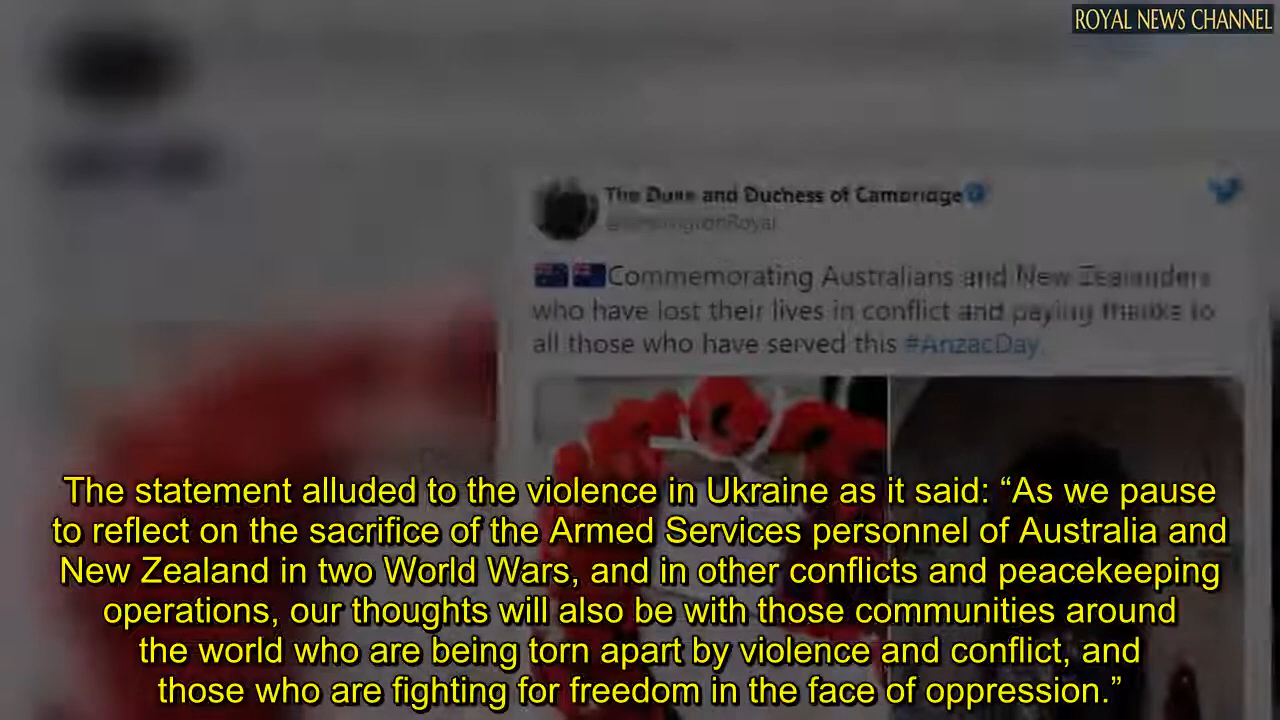 ROYAL NEWS CHANNEL
The Duke and Duchess of Cambridge
🇦🇺🇳🇿Commemorating Australians and New Zealanders
who have lost their lives in conflict and paying thanks to
all those who have served this #AnzacDay
The statement alluded to the violence in Ukraine as it said: “As we pause
to reflect on the sacrifice of the Armed Services personnel of Australia and
New Zealand in two World Wars, and in other conflicts and peacekeeping
operations, our thoughts will also be with those communities around
the world who are being torn apart by violence and conflict, and
those who are fighting for freedom in the face of oppression.”